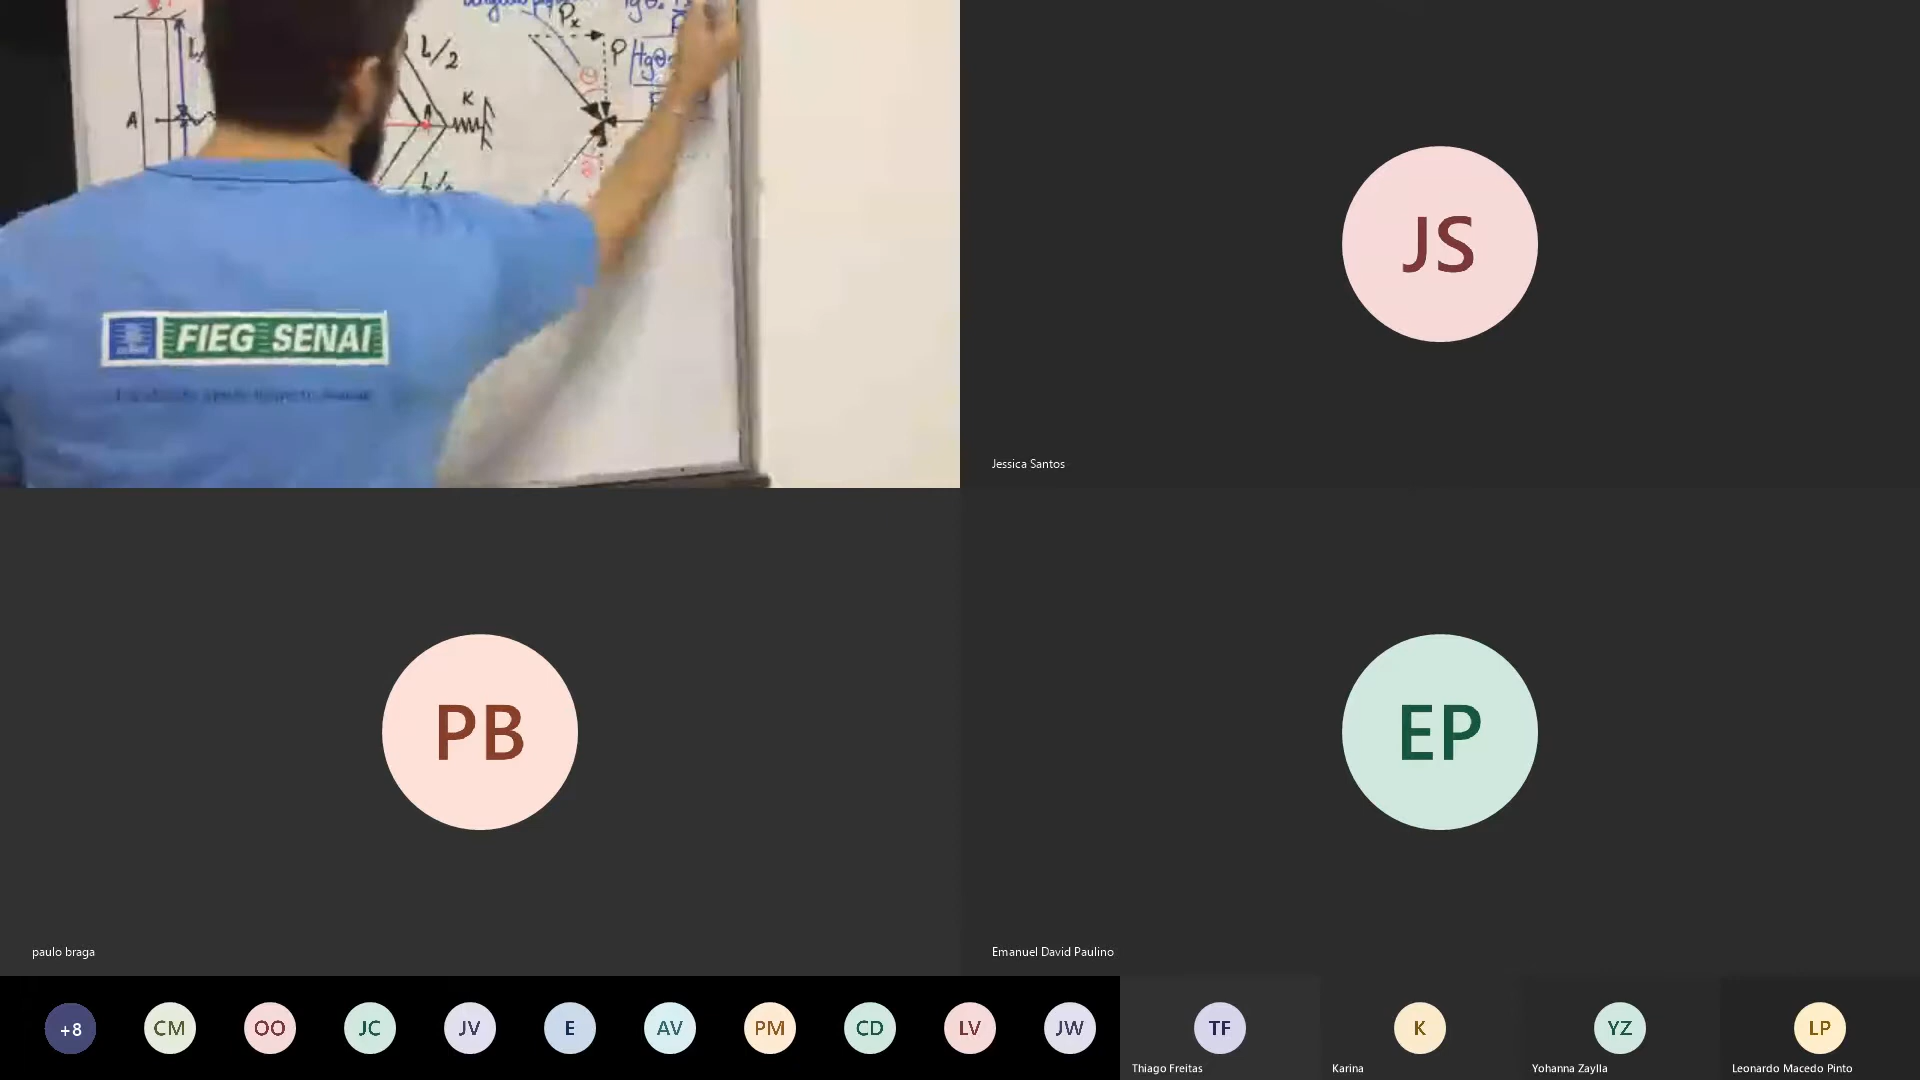 Px
L/2
P
K
A
A
FIEG SENAI
JS
Jessica Santos
PB
EP
paulo braga
Emanuel David Paulino
+8
CM
OO
JC
JV
E
AV
PM
CD
LV
JW
TF
K
YZ
LP
Thiago Freitas
Karina
Yohanna Zaylla
Leonardo Macedo Pinto